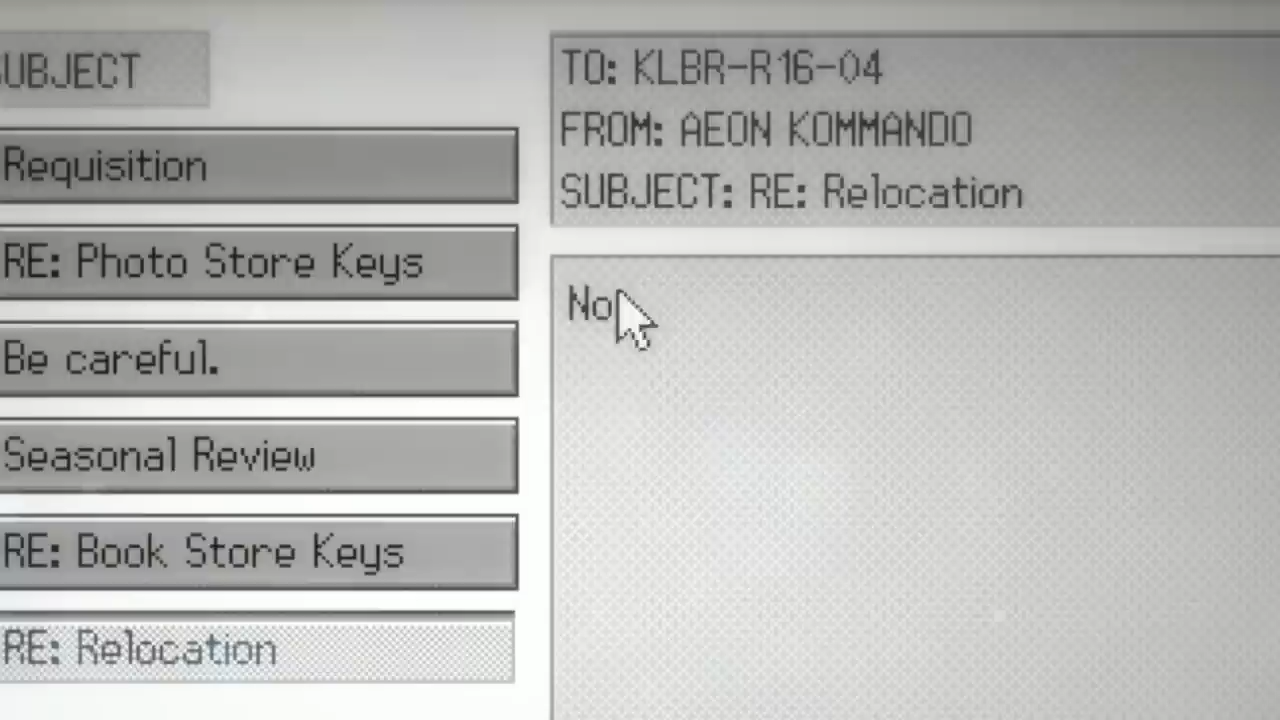 SUBJECT
Requisition
RE: Photo Store Keys
Be careful.
Seasonal Review
RE: Book Store Keys
RE: Relocation
TO: KLBR-R16-04
FROM: AEON KOMMANDO
SUBJECT: RE: Relocation
No